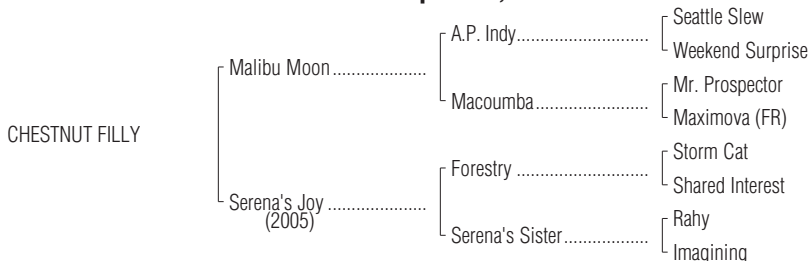 Seattle Slew
A.P. Indy
Weekend Surprise
Malibu Moon
Mr. Prospector
Macoumba
Maximova (FR)
CHESTNUT FILLY
Storm Cat
Forestry
Shared Interest
Serena's Joy
(2005)
Rahy
Serena's Sister
Imagining